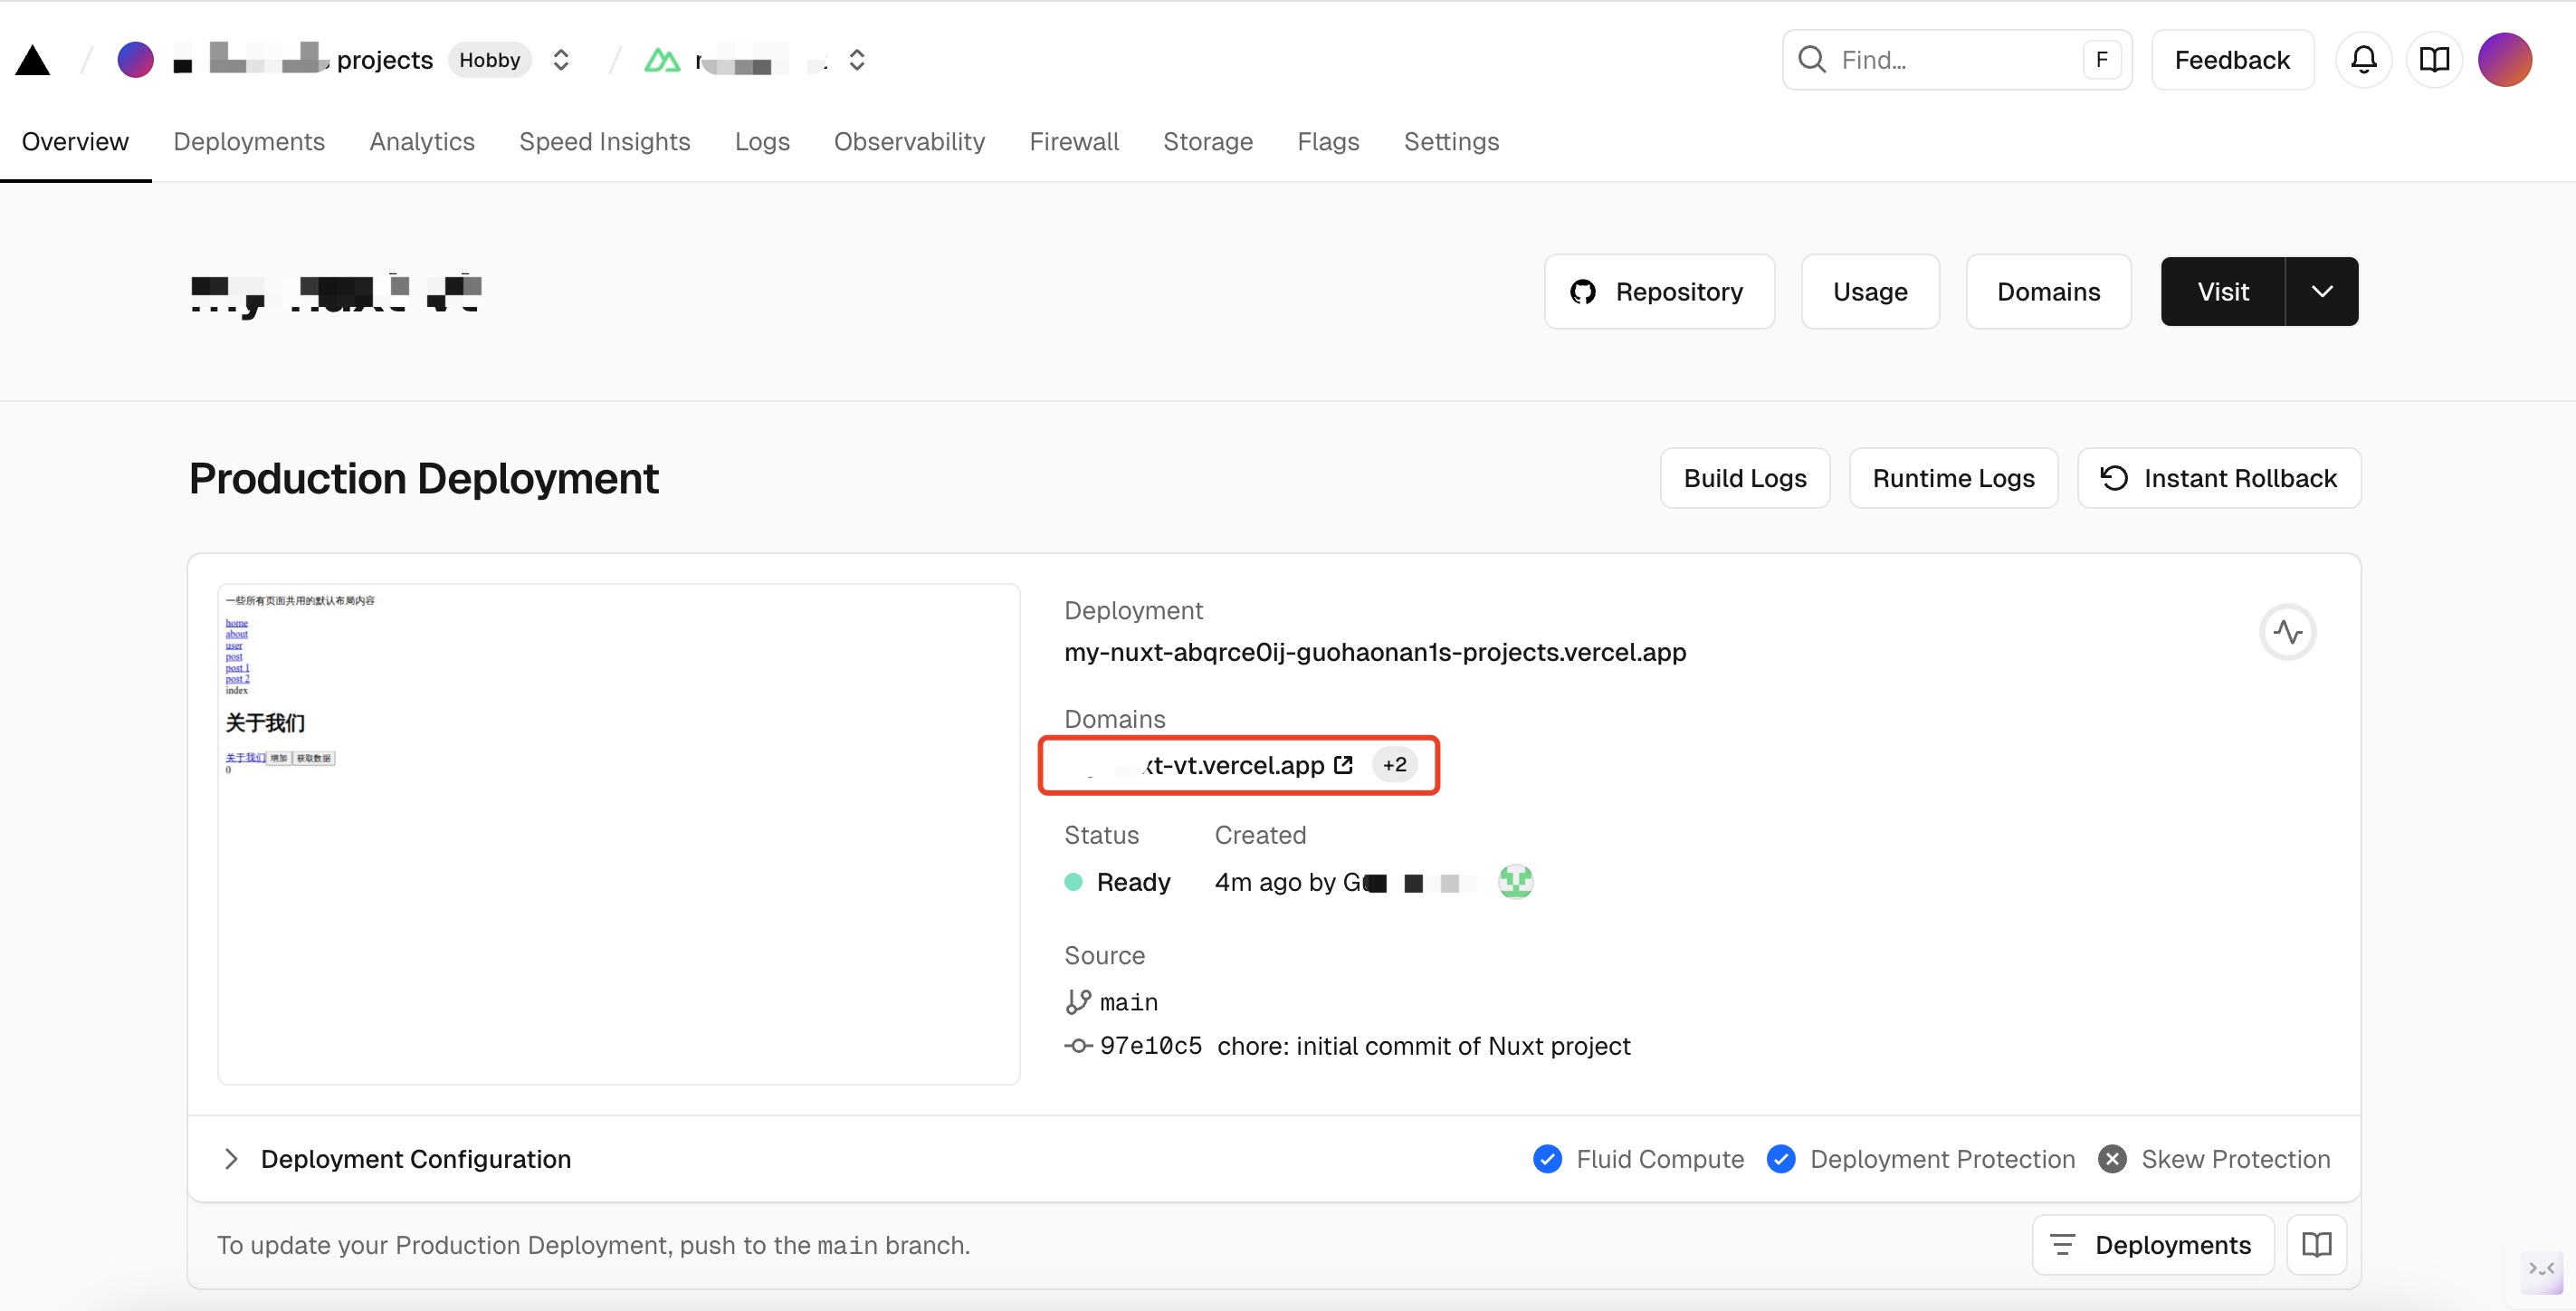 projects Hobby
Find... F Feedback
Overview Deployments Analytics Speed Insights Logs Observability Firewall Storage Flags Settings
Repository Usage Domains Visit
Production Deployment
Build Logs Runtime Logs Instant Rollback
一些所有页面共用的默认布局内容
home
about
user
post
post 1
post 2
index
关于我们
关于我们 增加 获取数据
0
Deployment
my-nuxt-abqrce0ij-guohaonan1s-projects.vercel.app
Domains
xt-vt.vercel.app +2
Status Created
Ready 4m ago by
Source
main
97e10c5 chore: initial commit of Nuxt project
Deployment Configuration
Fluid Compute Deployment Protection Skew Protection
To update your Production Deployment, push to the main branch.
Deployments